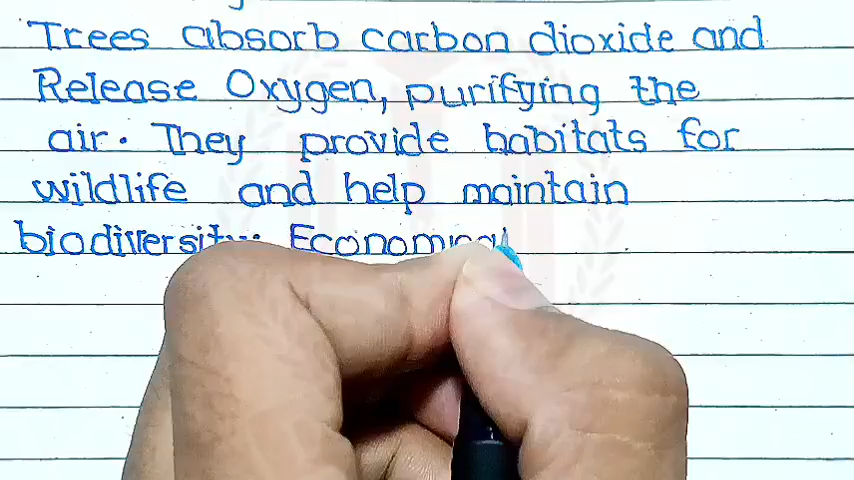 Trees absorb carbon dioxide and
Release Oxygen, purifying the
air. They provide habitats for
wildlife and help maintain
biodiversity.